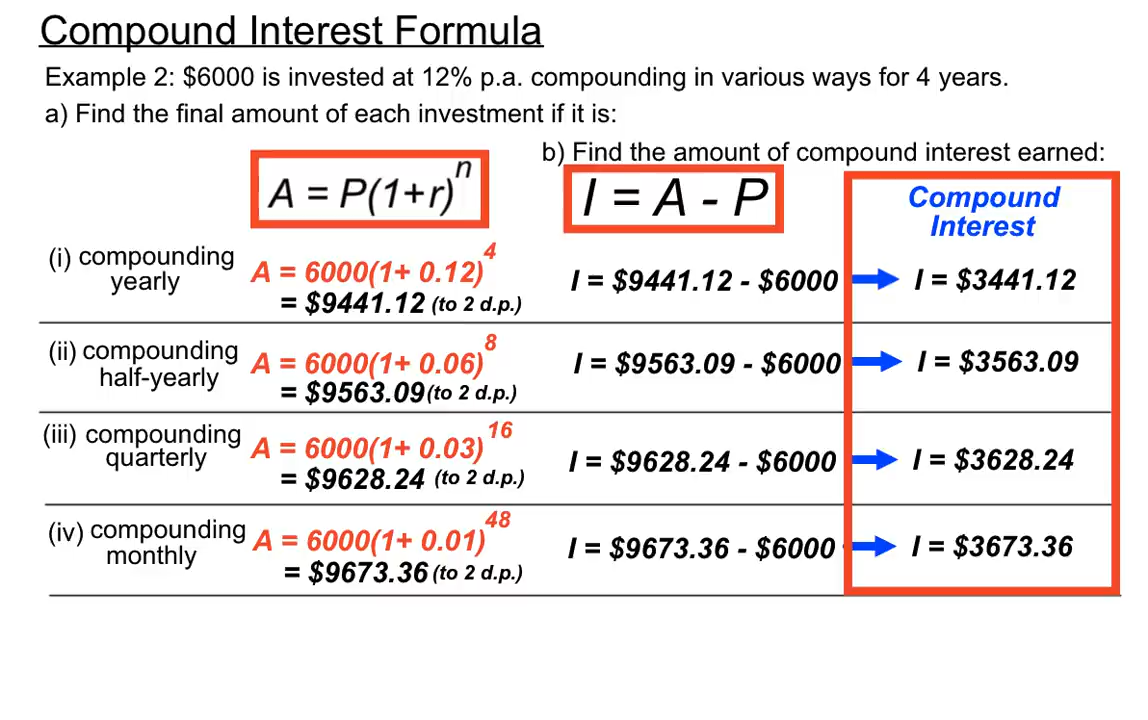 Compound Interest Formula
Example 2: $6000 is invested at 12% p.a. compounding in various ways for 4 years.
a) Find the final amount of each investment if it is:
b) Find the amount of compound interest earned:
A = P(1+r)^n
I = A - P
Compound
Interest
(i) compounding
yearly
A = 6000(1+ 0.12)^4
= $9441.12 (to 2 d.p.)
I = $9441.12 - $6000
I = $3441.12
(ii) compounding
half-yearly
A = 6000(1+ 0.06)^8
= $9563.09 (to 2 d.p.)
I = $9563.09 - $6000
I = $3563.09
(iii) compounding
quarterly
A = 6000(1+ 0.03)^16
= $9628.24 (to 2 d.p.)
I = $9628.24 - $6000
I = $3628.24
(iv) compounding
monthly
A = 6000(1+ 0.01)^48
= $9673.36 (to 2 d.p.)
I = $9673.36 - $6000
I = $3673.36